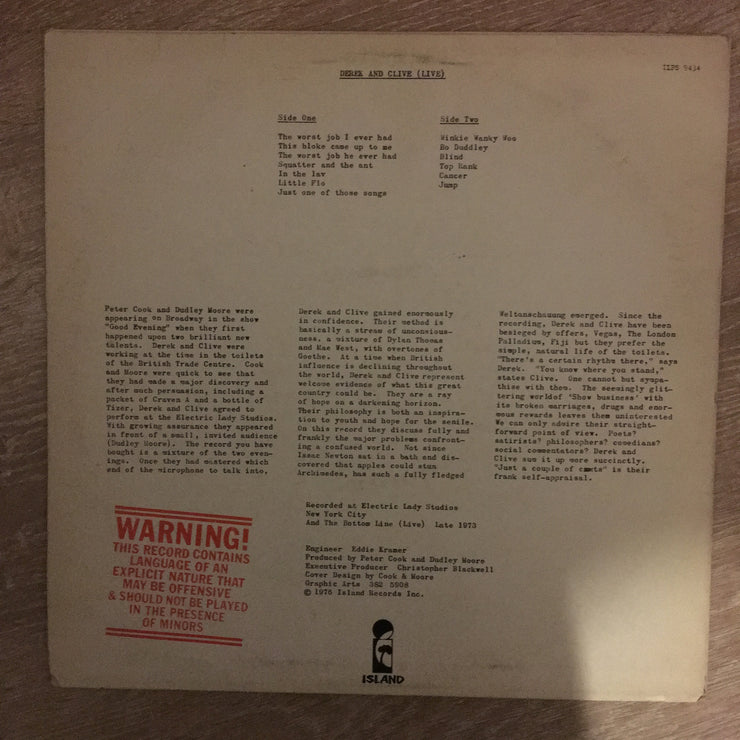 DEREK AND CLIVE (LIVE)
ILPS 9434
Side One
The worst job I ever had
This bloke came up to me
The worst job he ever had
Squatter and the ant
In the lav
Little Flo
Just one of those songs
Side Two
Winkie Wanky Woo
Bo Duddley
Blind
Top Rank
Cancer
Jump
Peter Cook and Dudley Moore were
appearing on Broadway in the show
"Good Evening" when they first
happened upon two brilliant new
talents. Derek and Clive were
working at the time in the toilets
of the British Trade Centre. Cook
and Moore were quick to see that
they had made a major discovery and
after much persuasion, including a
packet of Craven A and a bottle of
Tizer, Derek and Clive agreed to
perform at the Electric Lady Studios.
With growing assurance they appeared
in front of a small, invited audience
(Dudley Moore). The record you have
bought is a mixture of the two even-
ings. Once they had mastered which
end of the microphone to talk into,
Derek and Clive gained enormously
in confidence. Their method is
basically a stream of unconsious-
ness, a mixture of Dylan Thomas
and Mae West, with overtones of
Goethe. At a time when British
influence is declining throughout
the world, Derek and Clive represent
welcome evidence of what this great
country could be. They are a ray
of hope on a darkening horizon.
Their philosophy is both an inspira-
tion to youth and hope for the senile.
On this record they discuss fully and
frankly the major problems confront-
ing a confused world. Not since
Isaac Newton sat in a bath and dis-
covered that apples could stun
Archimedes, has such a fully fledged
Weltanschauung emerged. Since the
recording, Derek and Clive have been
besieged by offers, Vegas, The London
Palladium, Fiji but they prefer the
simple, natural life of the toilets.
"There's a certain rhythm there," says
Derek. "You know where you stand,"
states Clive. One cannot but sympa-
thise with them. The seemingly glit-
tering worldof 'Show business' with
its broken marriages, drugs and enor-
mous rewards leaves them uninterested
We can only admire their straight-
forward point of view. Poets?
satirists? philosophers? comedians?
social commentators? Derek and
Clive sum it up more succinctly.
"Just a couple of ts" is their
frank self-appraisal.
Recorded at Electric Lady Studios
New York City
And The Bottom Line (Live) Late 1973
Engineer Eddie Kramer
Produced by Peter Cook and Dudley Moore
Executive Producer Christopher Blackwell
Cover Design by Cook & Moore
Graphic Arts 382 5908
© 1976 Island Records Inc.
WARNING!
THIS RECORD CONTAINS
LANGUAGE OF AN
EXPLICIT NATURE THAT
MAY BE OFFENSIVE
& SHOULD NOT BE PLAYED
IN THE PRESENCE
OF MINORS
ISLAND